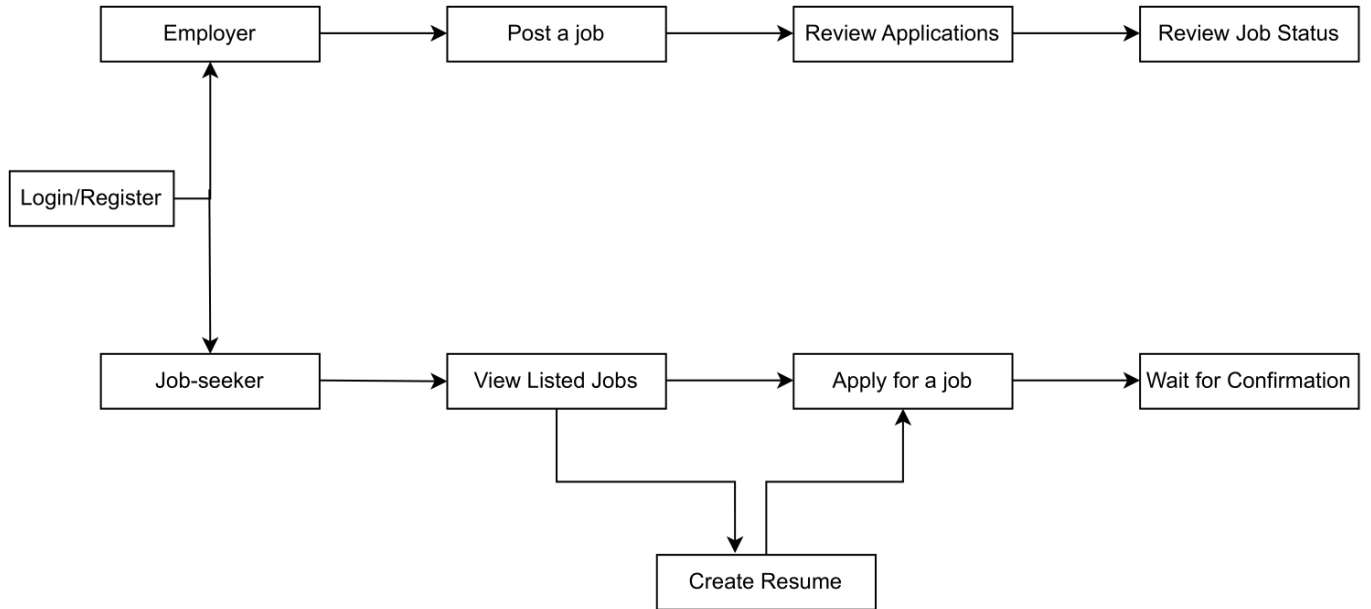 Employer
Post a job
Review Applications
Review Job Status
Login/Register
Job-seeker
View Listed Jobs
Apply for a job
Wait for Confirmation
Create Resume